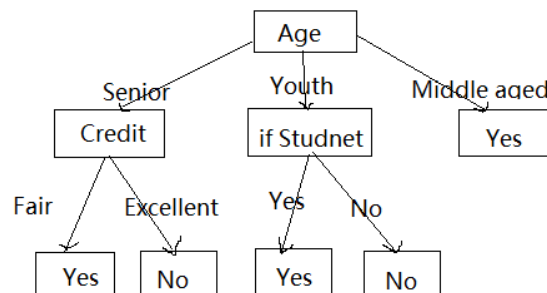 Age
Senior
Youth
Middle aged
Credit
if Studnet
Yes
Fair
Excellent
Yes
No
Yes
No
Yes
No